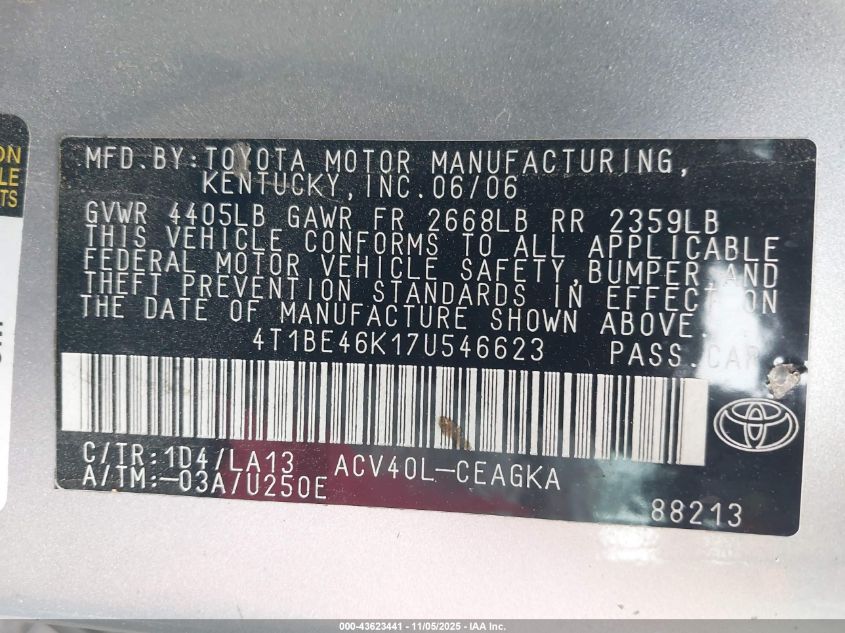 ON
LE
TS
MFD.BY:TOYOTA MOTOR MANUFACTURING,
KENTUCKY,INC.06/06
GVWR 4405LB GAWR FR 2668LB RR 2359LB
THIS VEHICLE CONFORMS TO ALL APPLICABLE
FEDERAL MOTOR VEHICLE SAFETY,BUMPER,AND
THEFT PREVENTION STANDARDS IN EFFECT ON
THE DATE OF MANUFACTURE SHOWN ABOVE.
4T1BE46K17U546623 PASS.CAR
C/TR:1D4/LA13 ACV40L-CEAGKA
A/TM:-03A/U250E
88213
000-43623441 - 11/05/2025 - IAA Inc.